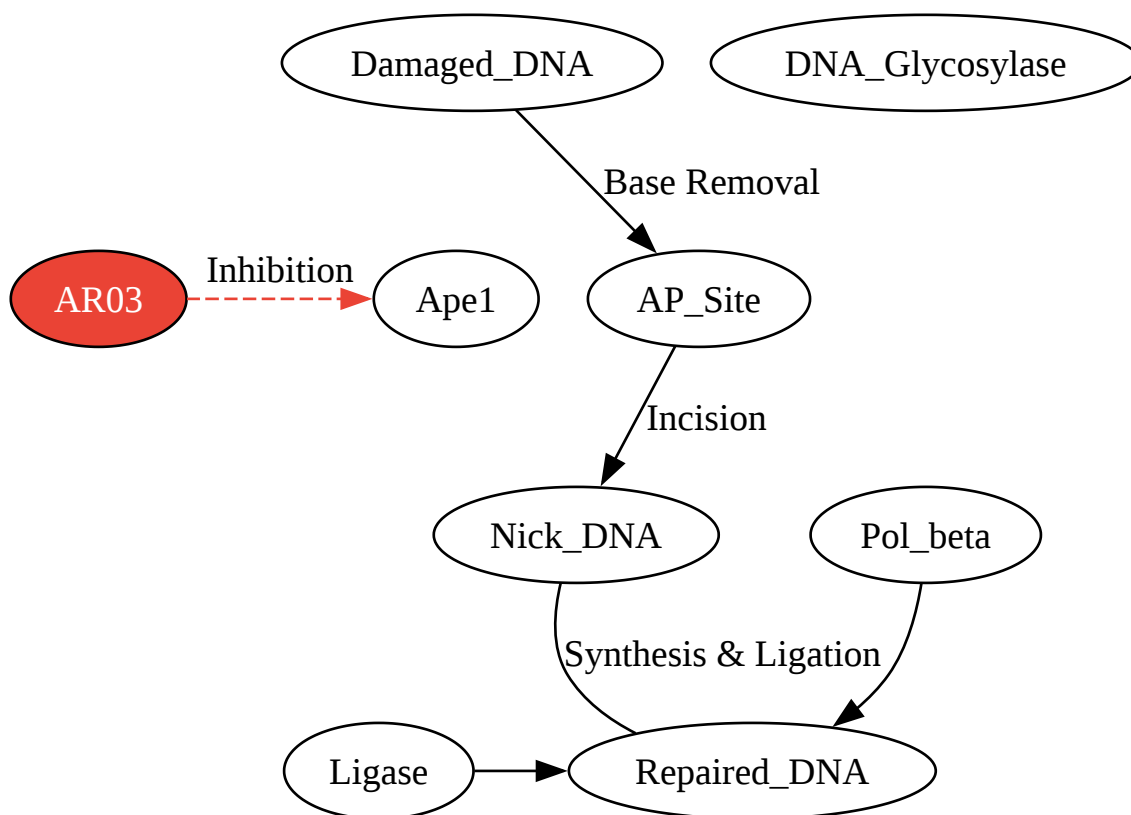 Damaged_DNA
DNA_Glycosylase
Base Removal
AR03
Inhibition
Ape1
AP_Site
Incision
Nick_DNA
Pol_beta
Synthesis & Ligation
Ligase
Repaired_DNA